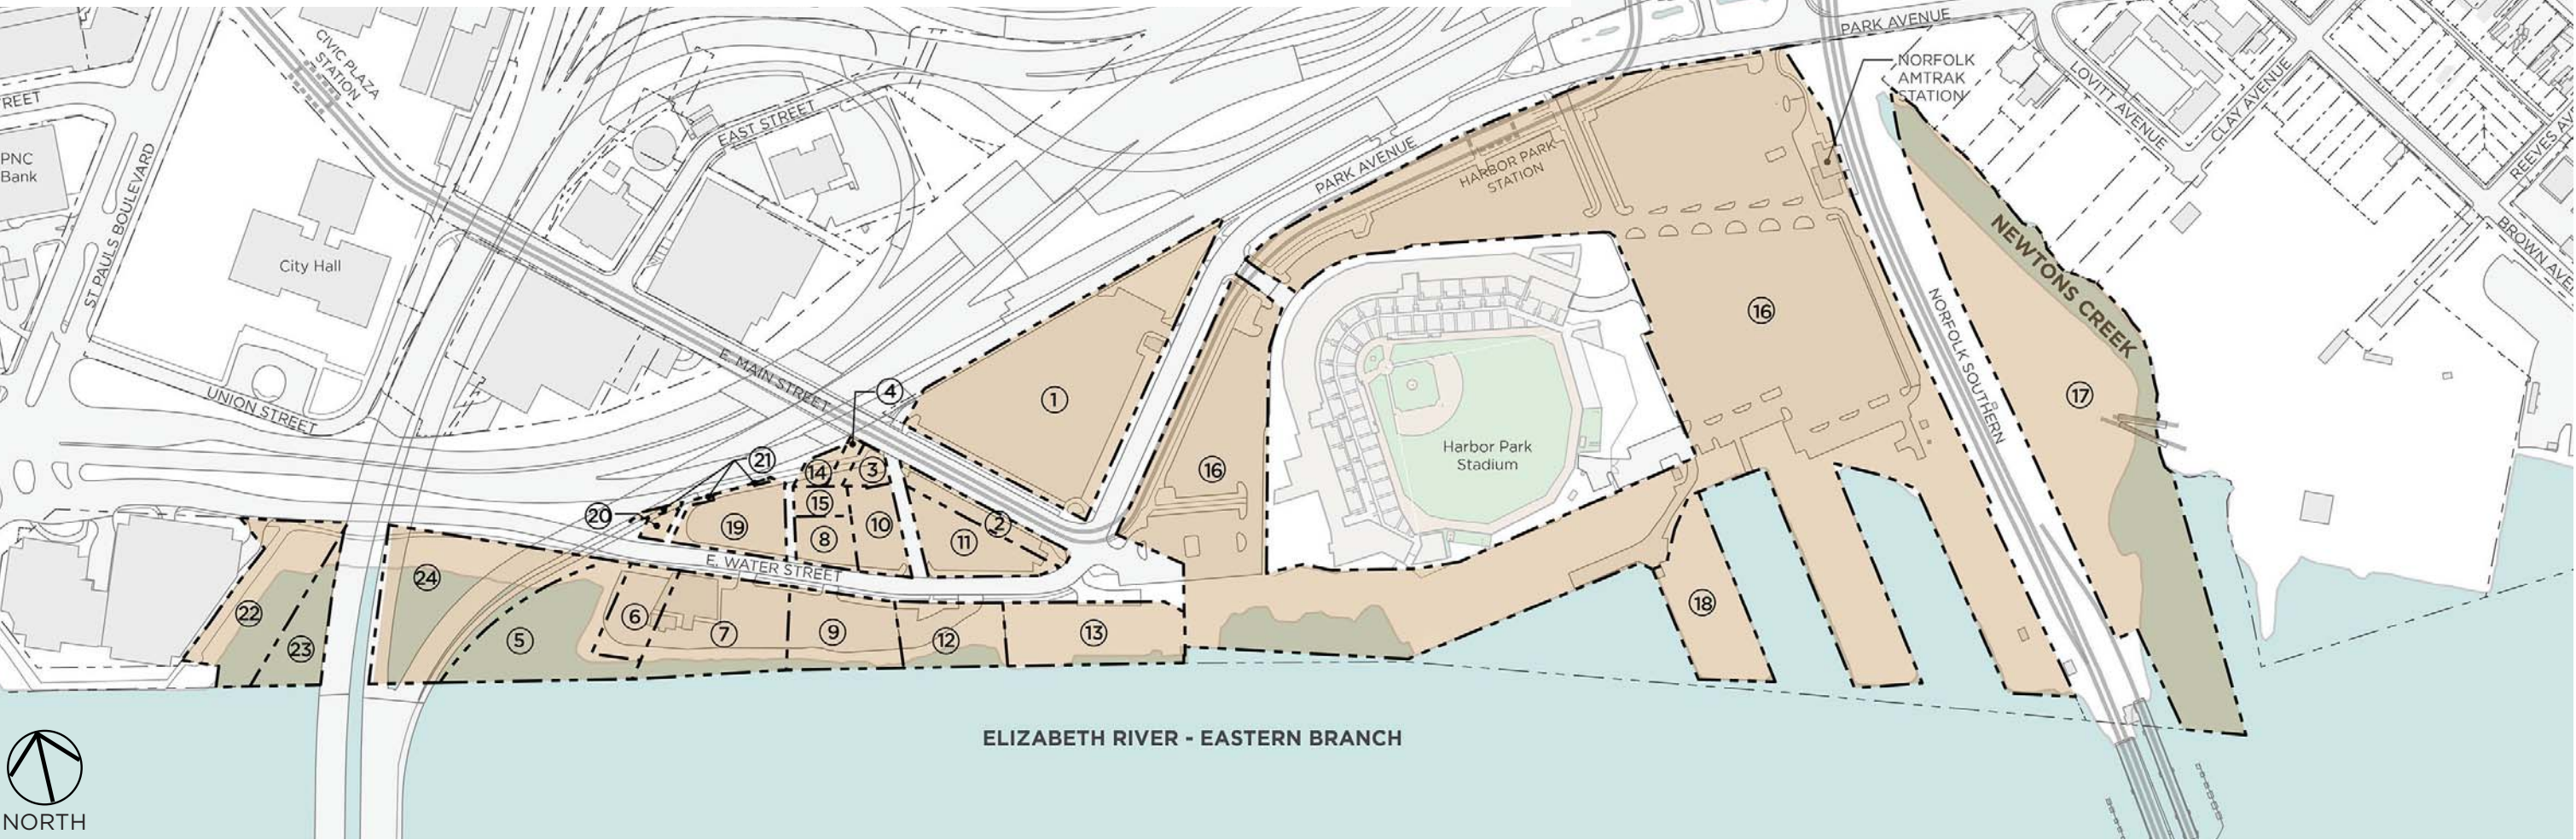 CIVIC PLAZA
STATION
PARK AVENUE
NORFOLK
AMTRAK
STATION
LOVITT AVENUE
CLAY AVENUE
REEVES AV
BROWN AVE
REET
PNC
Bank
ST PAULS BOULEVARD
EAST STREET
PARK AVENUE
HARBOR PARK
STATION
City Hall
UNION STREET
E. MAIN STREET
NEWTONS CREEK
NORFOLK SOUTHERN
Harbor Park
Stadium
E. WATER STREET
1
2
3
4
5
6
7
8
9
10
11
12
13
14
15
16
16
17
18
19
20
21
22
23
24
ELIZABETH RIVER - EASTERN BRANCH
NORTH